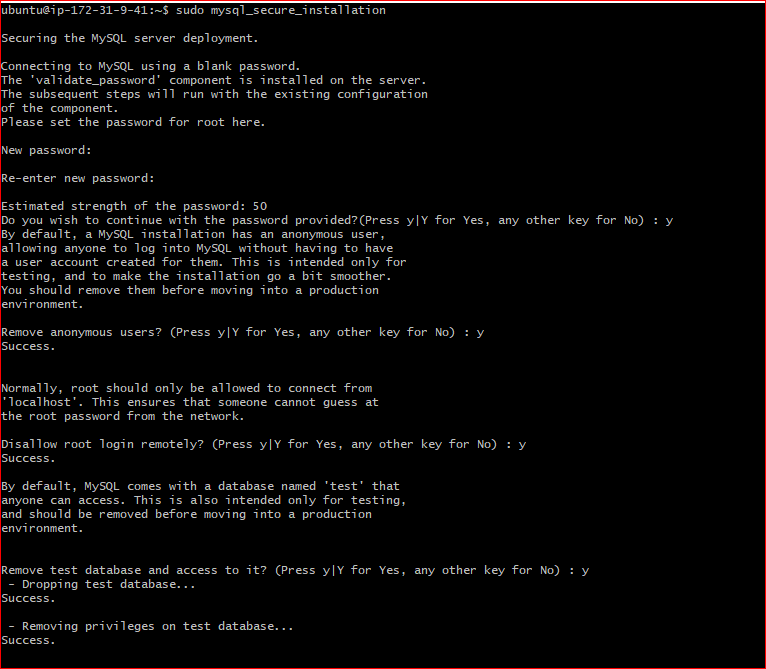 ubuntu@ip-172-31-9-41:~$ sudo mysql_secure_installation
Securing the MySQL server deployment.
Connecting to MySQL using a blank password.
The 'validate_password' component is installed on the server.
The subsequent steps will run with the existing configuration
of the component.
Please set the password for root here.
New password:
Re-enter new password:
Estimated strength of the password: 50
Do you wish to continue with the password provided?(Press y|Y for Yes, any other key for No) : y
By default, a MySQL installation has an anonymous user,
allowing anyone to log into MySQL without having to have
a user account created for them. This is intended only for
testing, and to make the installation go a bit smoother.
You should remove them before moving into a production
environment.
Remove anonymous users? (Press y|Y for Yes, any other key for No) : y
Success.
Normally, root should only be allowed to connect from
'localhost'. This ensures that someone cannot guess at
the root password from the network.
Disallow root login remotely? (Press y|Y for Yes, any other key for No) : y
Success.
By default, MySQL comes with a database named 'test' that
anyone can access. This is also intended only for testing,
and should be removed before moving into a production
environment.
Remove test database and access to it? (Press y|Y for Yes, any other key for No) : y
 - Dropping test database...
Success.
 - Removing privileges on test database...
Success.